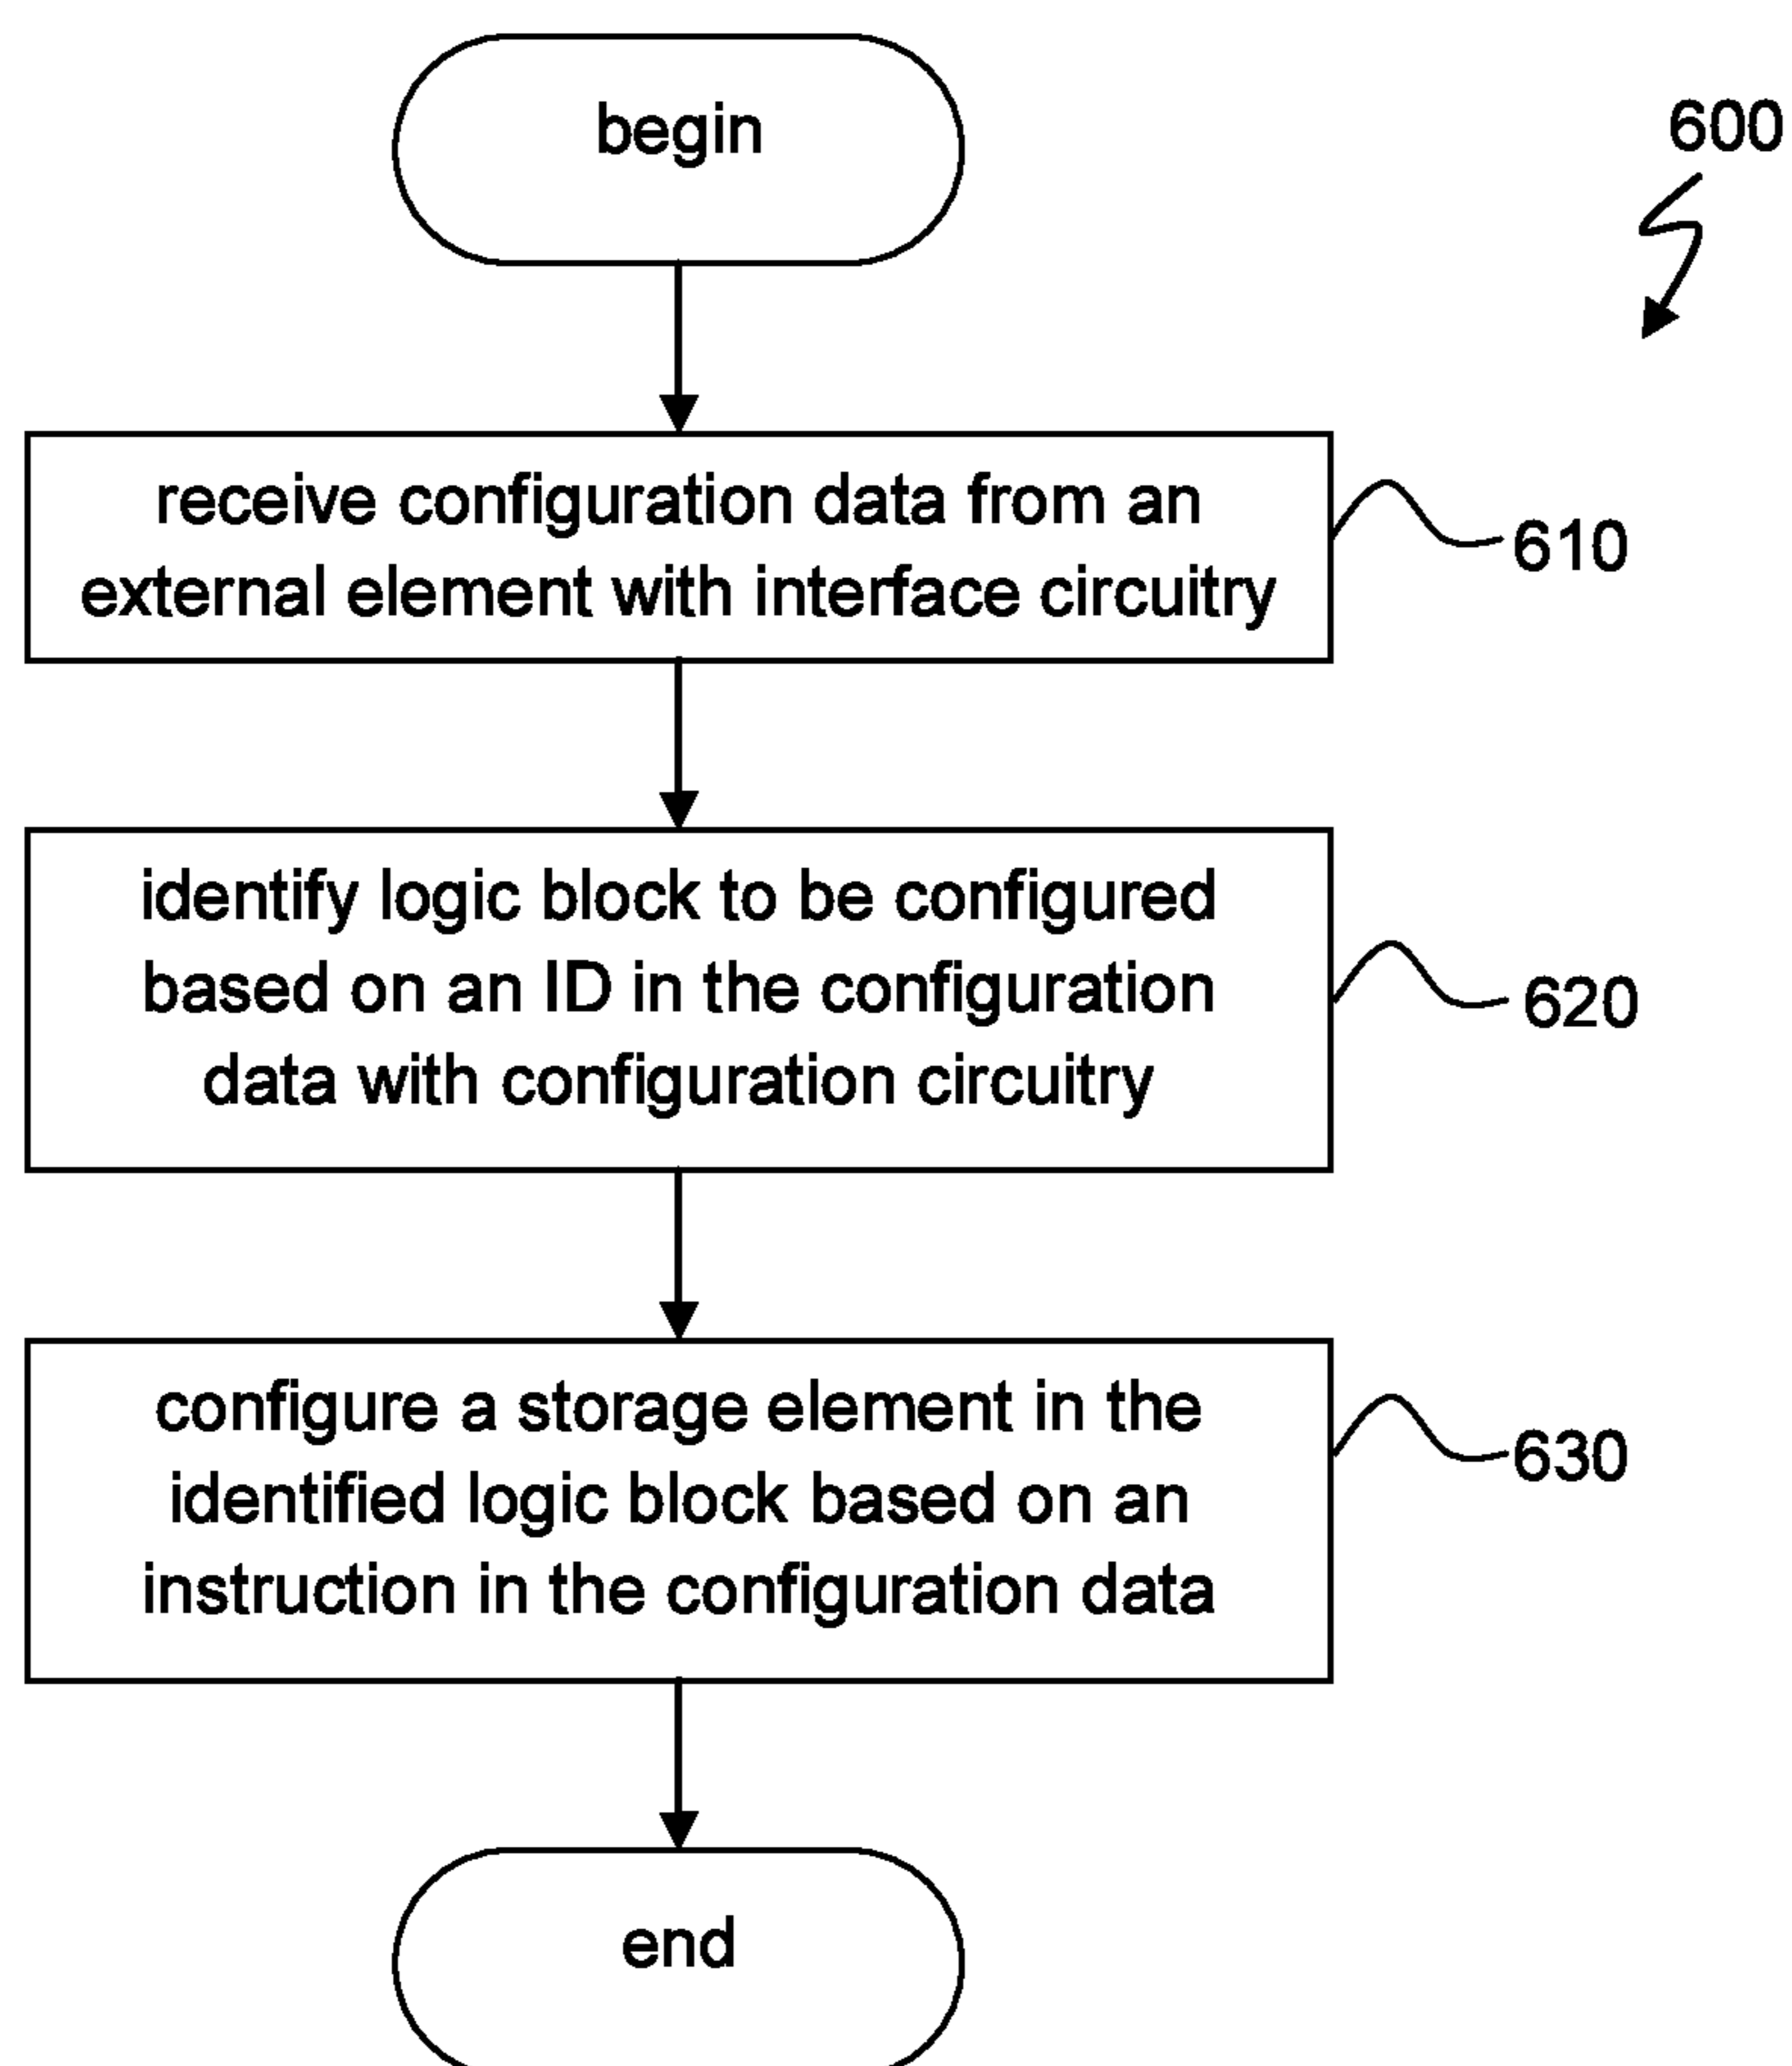 begin
600
receive configuration data from an
external element with interface circuitry
610
identify logic block to be configured
based on an ID in the configuration
data with configuration circuitry
620
configure a storage element in the
identified logic block based on an
instruction in the configuration data
630
end